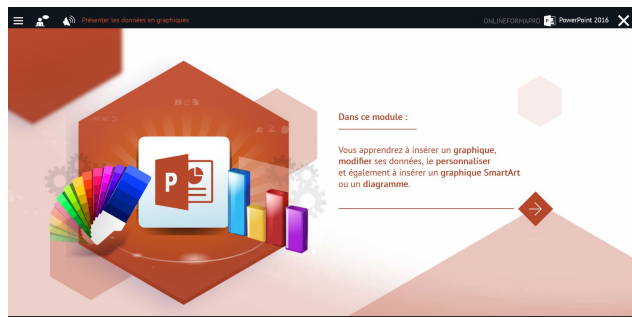 Présenter les données en graphiques
ONLINEFORMAPRO PowerPoint 2016
Dans ce module :
Vous apprendrez à insérer un graphique,
modifier ses données, le personnaliser
et également à insérer un graphique SmartArt
ou un diagramme.
P